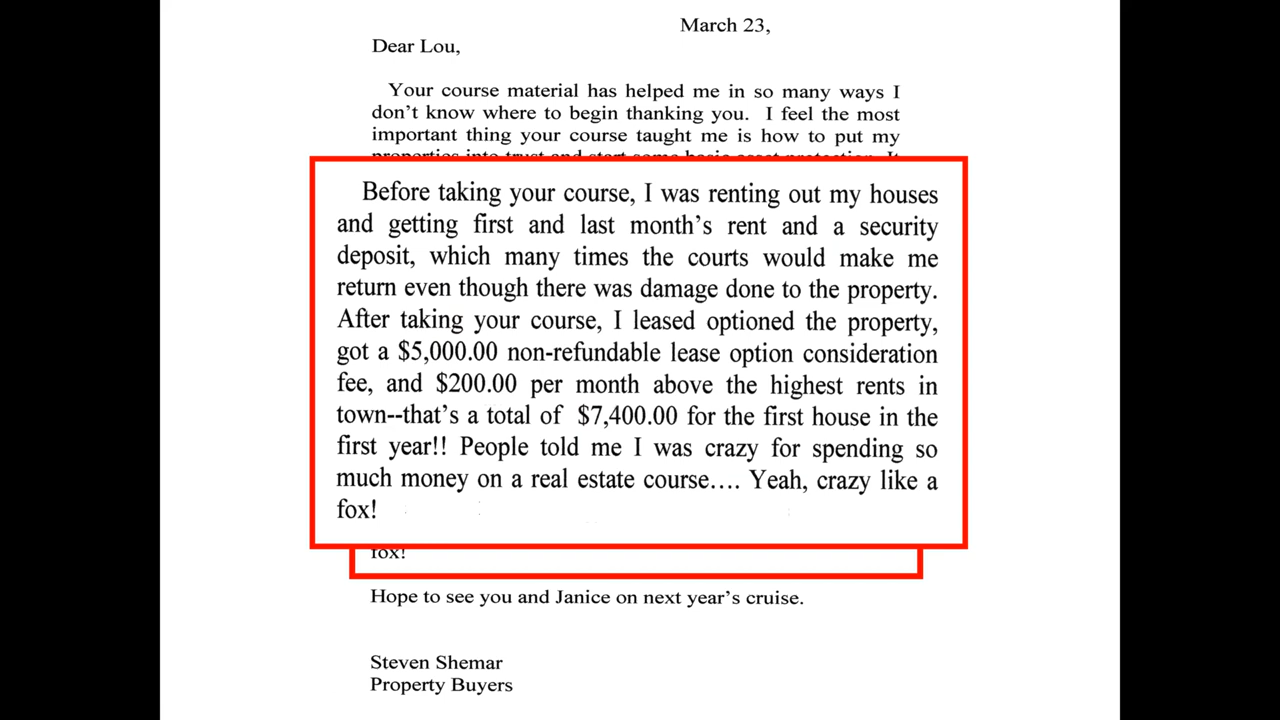 March 23,
Dear Lou,
Your course material has helped me in so many ways I
don't know where to begin thanking you. I feel the most
important thing your course taught me is how to put my
properties into trust and start some basic asset protection. It
Before taking your course, I was renting out my houses
and getting first and last month's rent and a security
deposit, which many times the courts would make me
return even though there was damage done to the property.
After taking your course, I leased optioned the property,
got a $5,000.00 non-refundable lease option consideration
fee, and $200.00 per month above the highest rents in
town--that's a total of $7,400.00 for the first house in the
first year!! People told me I was crazy for spending so
much money on a real estate course.... Yeah, crazy like a
fox!
fox!
Hope to see you and Janice on next year's cruise.
Steven Shemar
Property Buyers